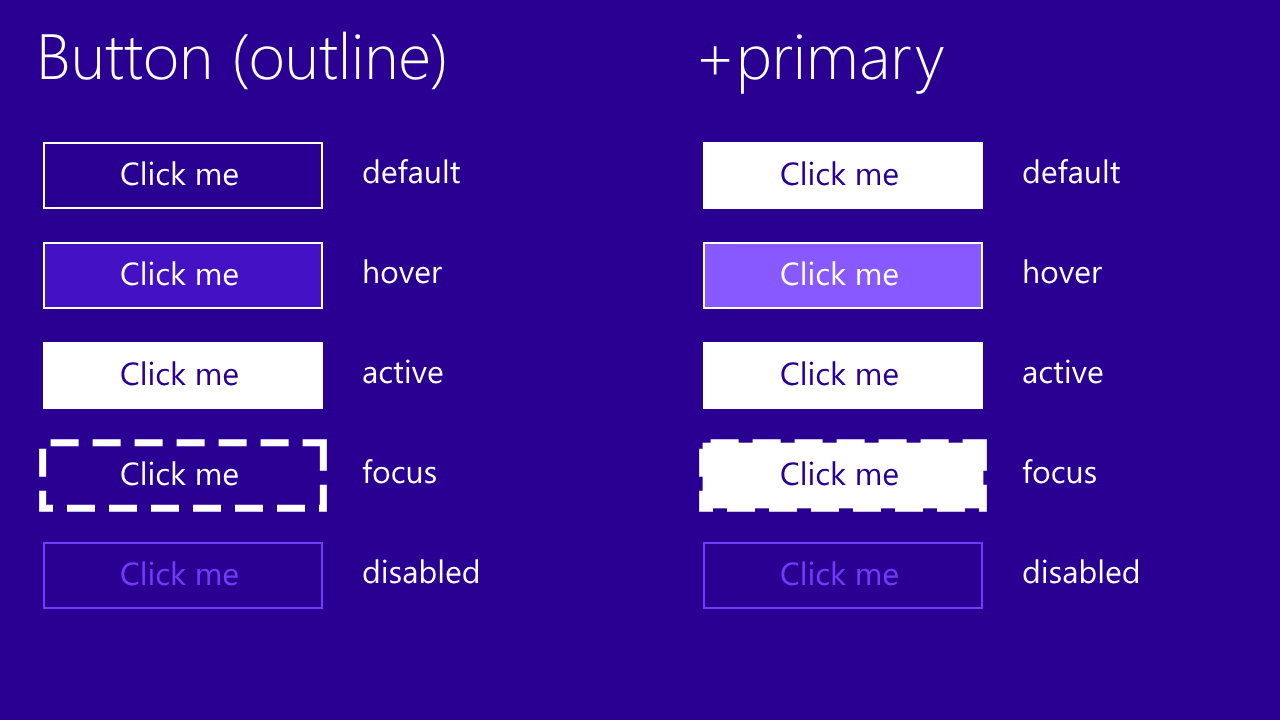 Button (outline)
Click me default
Click me hover
Click me active
Click me focus
Click me disabled
+primary
Click me default
Click me hover
Click me active
Click me focus
Click me disabled